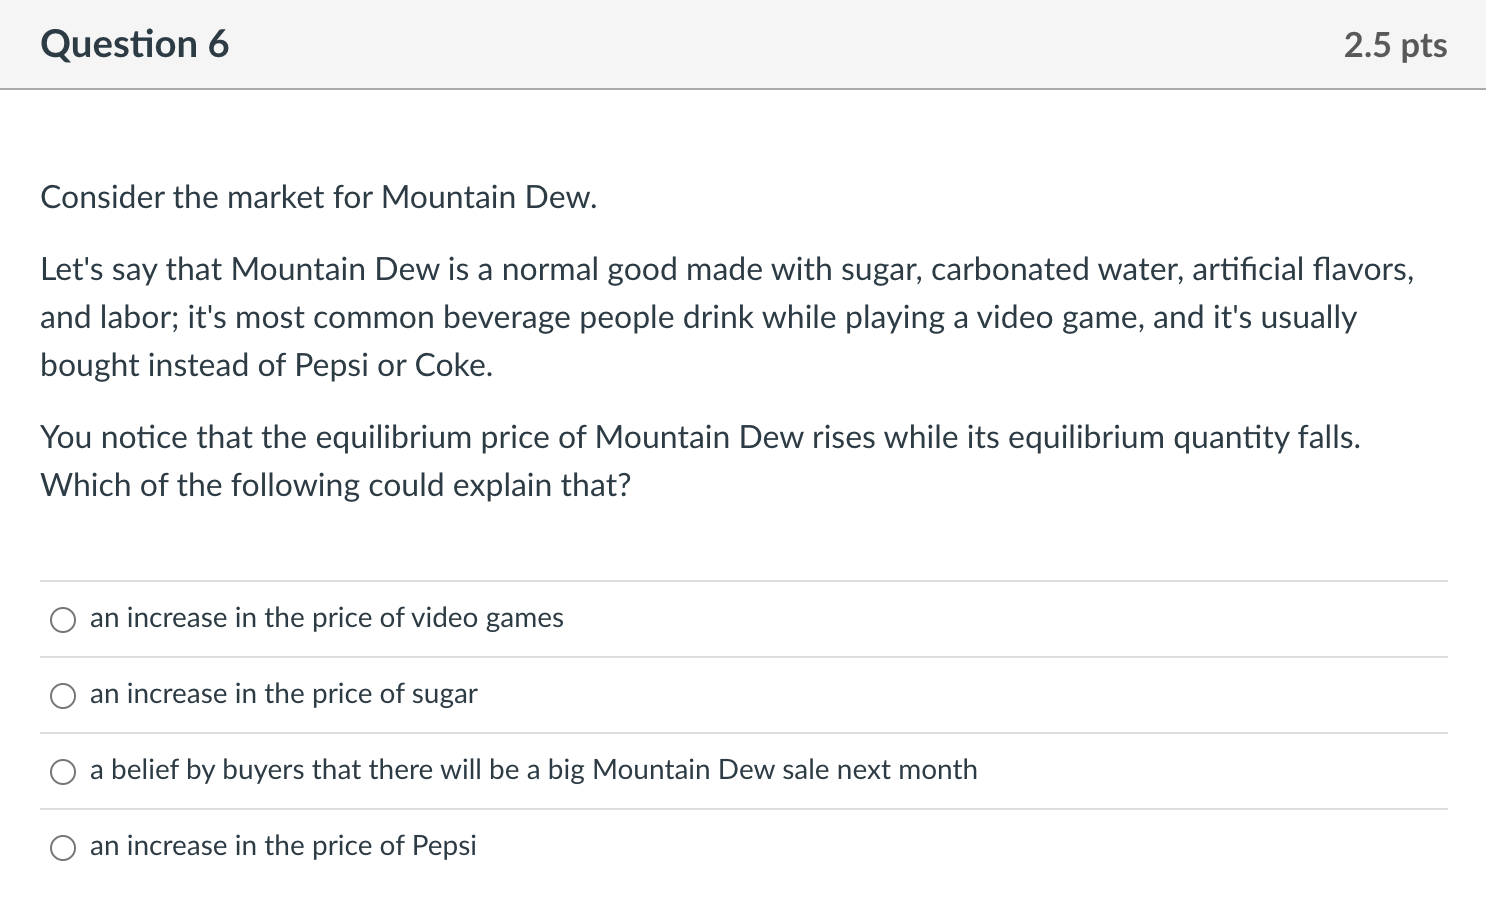 Question 6
2.5 pts
Consider the market for Mountain Dew.
Let's say that Mountain Dew is a normal good made with sugar, carbonated water, artificial flavors,
and labor; it's most common beverage people drink while playing a video game, and it's usually
bought instead of Pepsi or Coke.
You notice that the equilibrium price of Mountain Dew rises while its equilibrium quantity falls.
Which of the following could explain that?
an increase in the price of video games
an increase in the price of sugar
a belief by buyers that there will be a big Mountain Dew sale next month
an increase in the price of Pepsi